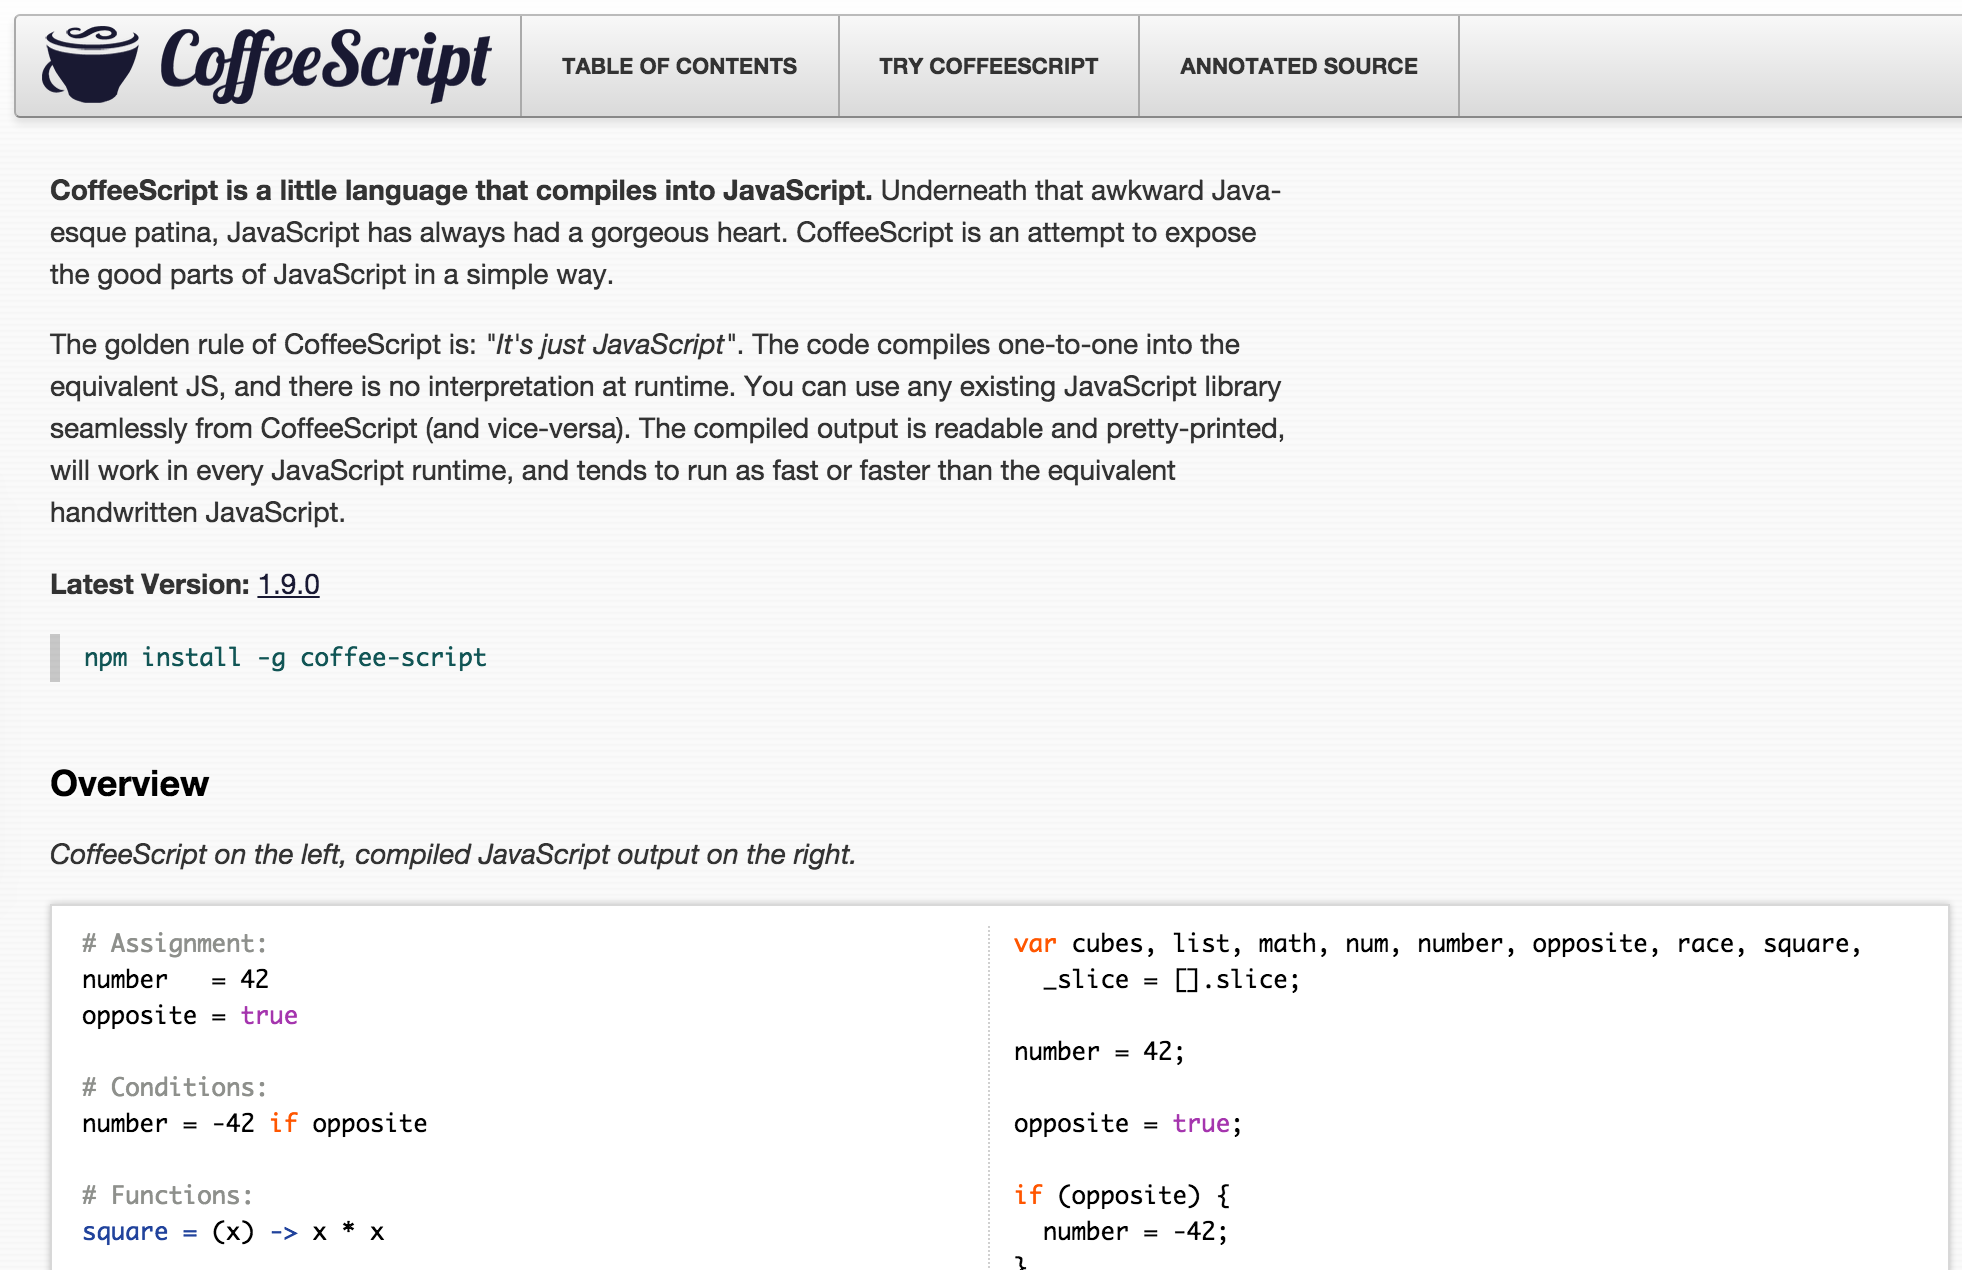 CoffeeScript
TABLE OF CONTENTS
TRY COFFEESCRIPT
ANNOTATED SOURCE
CoffeeScript is a little language that compiles into JavaScript. Underneath that awkward Java-
esque patina, JavaScript has always had a gorgeous heart. CoffeeScript is an attempt to expose
the good parts of JavaScript in a simple way.
The golden rule of CoffeeScript is: "It's just JavaScript". The code compiles one-to-one into the
equivalent JS, and there is no interpretation at runtime. You can use any existing JavaScript library
seamlessly from CoffeeScript (and vice-versa). The compiled output is readable and pretty-printed,
will work in every JavaScript runtime, and tends to run as fast or faster than the equivalent
handwritten JavaScript.
Latest Version: 1.9.0
npm install -g coffee-script
Overview
CoffeeScript on the left, compiled JavaScript output on the right.
# Assignment:
number   = 42
opposite = true
# Conditions:
number = -42 if opposite
# Functions:
square = (x) -> x * x
var cubes, list, math, num, number, opposite, race, square,
  _slice = [].slice;
number = 42;
opposite = true;
if (opposite) {
  number = -42;
}